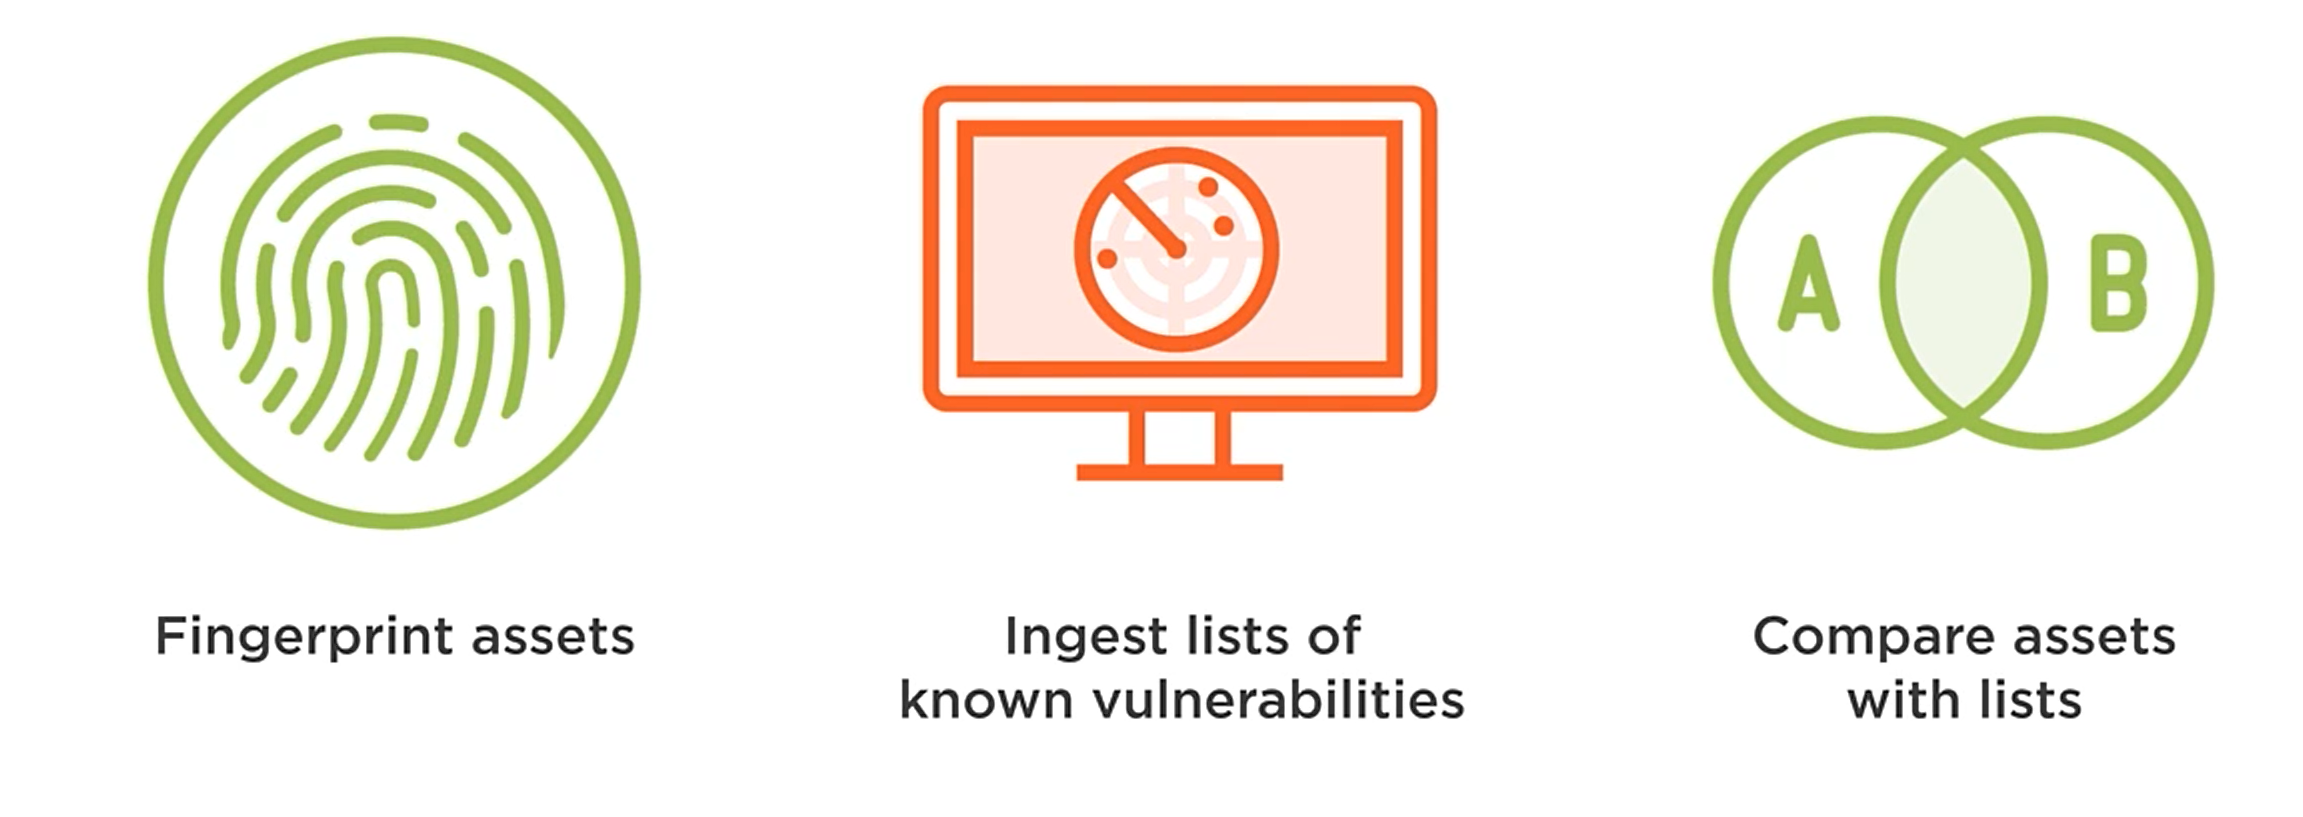 A
B
Fingerprint assets
Ingest lists of
known vulnerabilities
Compare assets
with lists